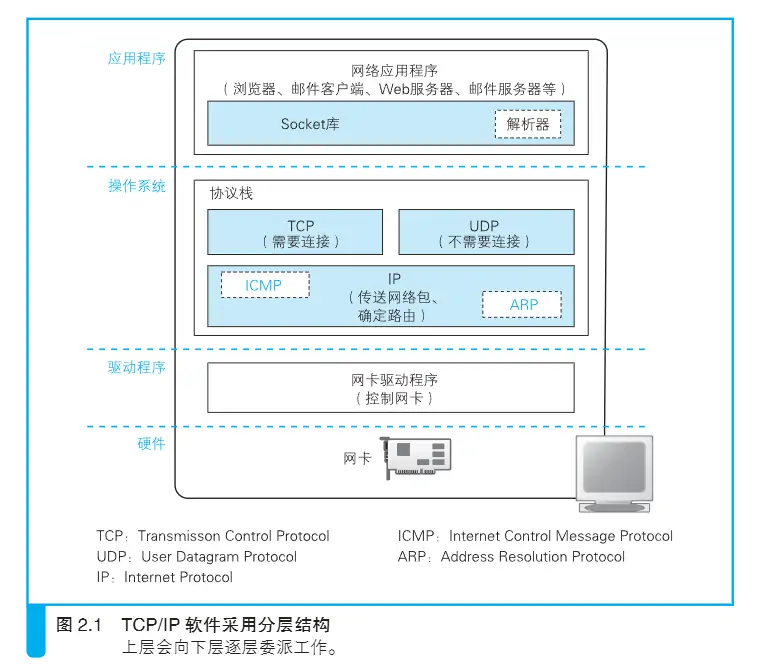 应用程序
网络应用程序
（浏览器、邮件客户端、Web服务器、邮件服务器等）
Socket库
解析器
操作系统
协议栈
TCP
（需要连接）
UDP
（不需要连接）
ICMP
IP
（传送网络包、
确定路由）
ARP
驱动程序
网卡驱动程序
（控制网卡）
硬件
网卡
TCP：Transmisson Control Protocol
UDP：User Datagram Protocol
IP：Internet Protocol
ICMP：Internet Control Message Protocol
ARP：Address Resolution Protocol
图 2.1 TCP/IP 软件采用分层结构
上层会向下层逐层委派工作。